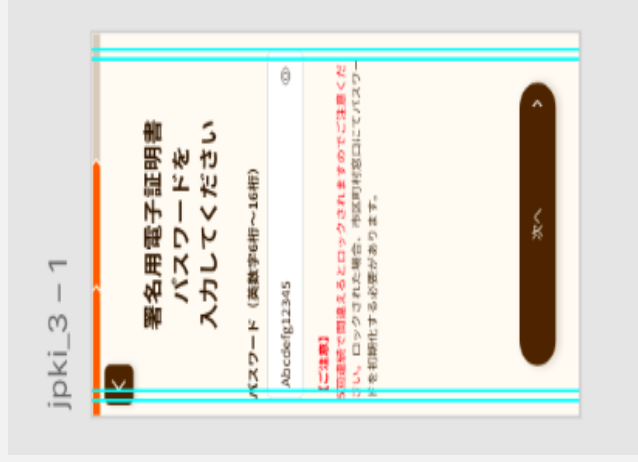 jpki_3 – 1
署名用電子証明書
パスワードを
入力してください
パスワード（英数字6桁～16桁）
Abcdefg12345
【ご注意】
5回連続で間違えるとロックされますのでご注意くだ
さい。ロックされた場合、市区町村窓口にてパスワー
ドを初期化する必要があります。
次へ